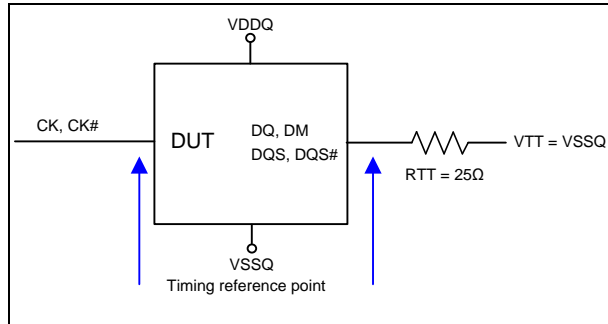 VDDQ
CK, CK#
DUT
DQ, DM
DQS, DQS#
VTT = VSSQ
RTT = 25Ω
VSSQ
Timing reference point